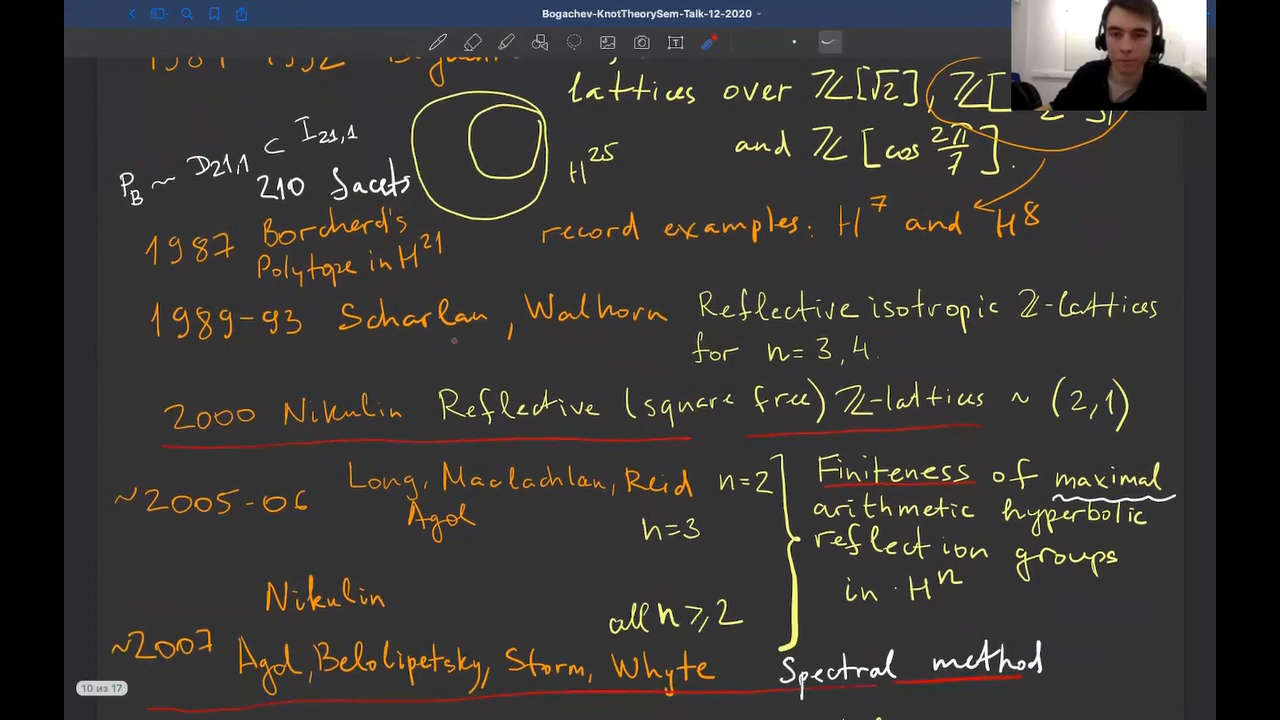 Bogachev-KnotTheorySem-Talk-12-2020
lattices over ℤ[√2], ℤ[
and ℤ[cos 2π/7].
P_B ~ D21,1 ⊂ I21,1
210 facets
H^25
1987 Borcherd's
Polytope in H^21
record examples: H^7 and H^8
1989-93 Scharlau, Walhorn Reflective isotropic ℤ-lattices
for n=3,4.
2000 Nikulin Reflective (square free) ℤ-lattices ~ (2,1)
~2005-06 Long, Maclachlan, Reid n=2
Agol n=3
Finiteness of maximal
arithmetic hyperbolic
reflection groups
in H^n
Nikulin
all n⩾2
~2007 Agol, Belolipetsky, Storm, Whyte
Spectral method
10 из 17